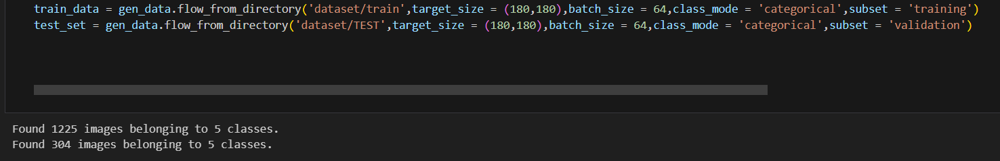 train_data = gen_data.flow_from_directory('dataset/train',target_size = (180,180),batch_size = 64,class_mode = 'categorical',subset = 'training')
test_set = gen_data.flow_from_directory('dataset/TEST',target_size = (180,180),batch_size = 64,class_mode = 'categorical',subset = 'validation')
Found 1225 images belonging to 5 classes.
Found 304 images belonging to 5 classes.